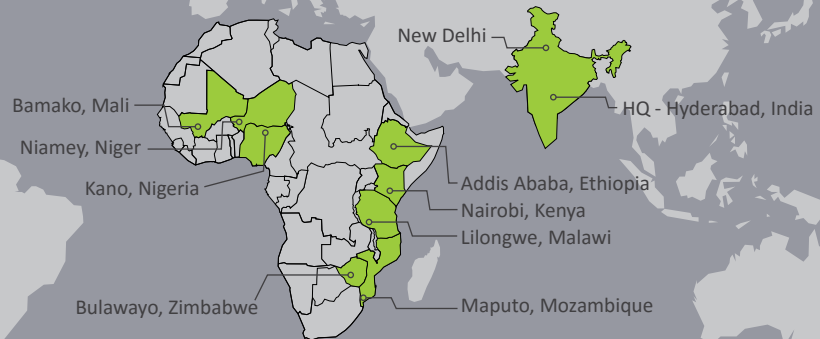 New Delhi
Bamako, Mali
HQ - Hyderabad, India
Niamey, Niger
Kano, Nigeria
Addis Ababa, Ethiopia
Nairobi, Kenya
Lilongwe, Malawi
Bulawayo, Zimbabwe
Maputo, Mozambique